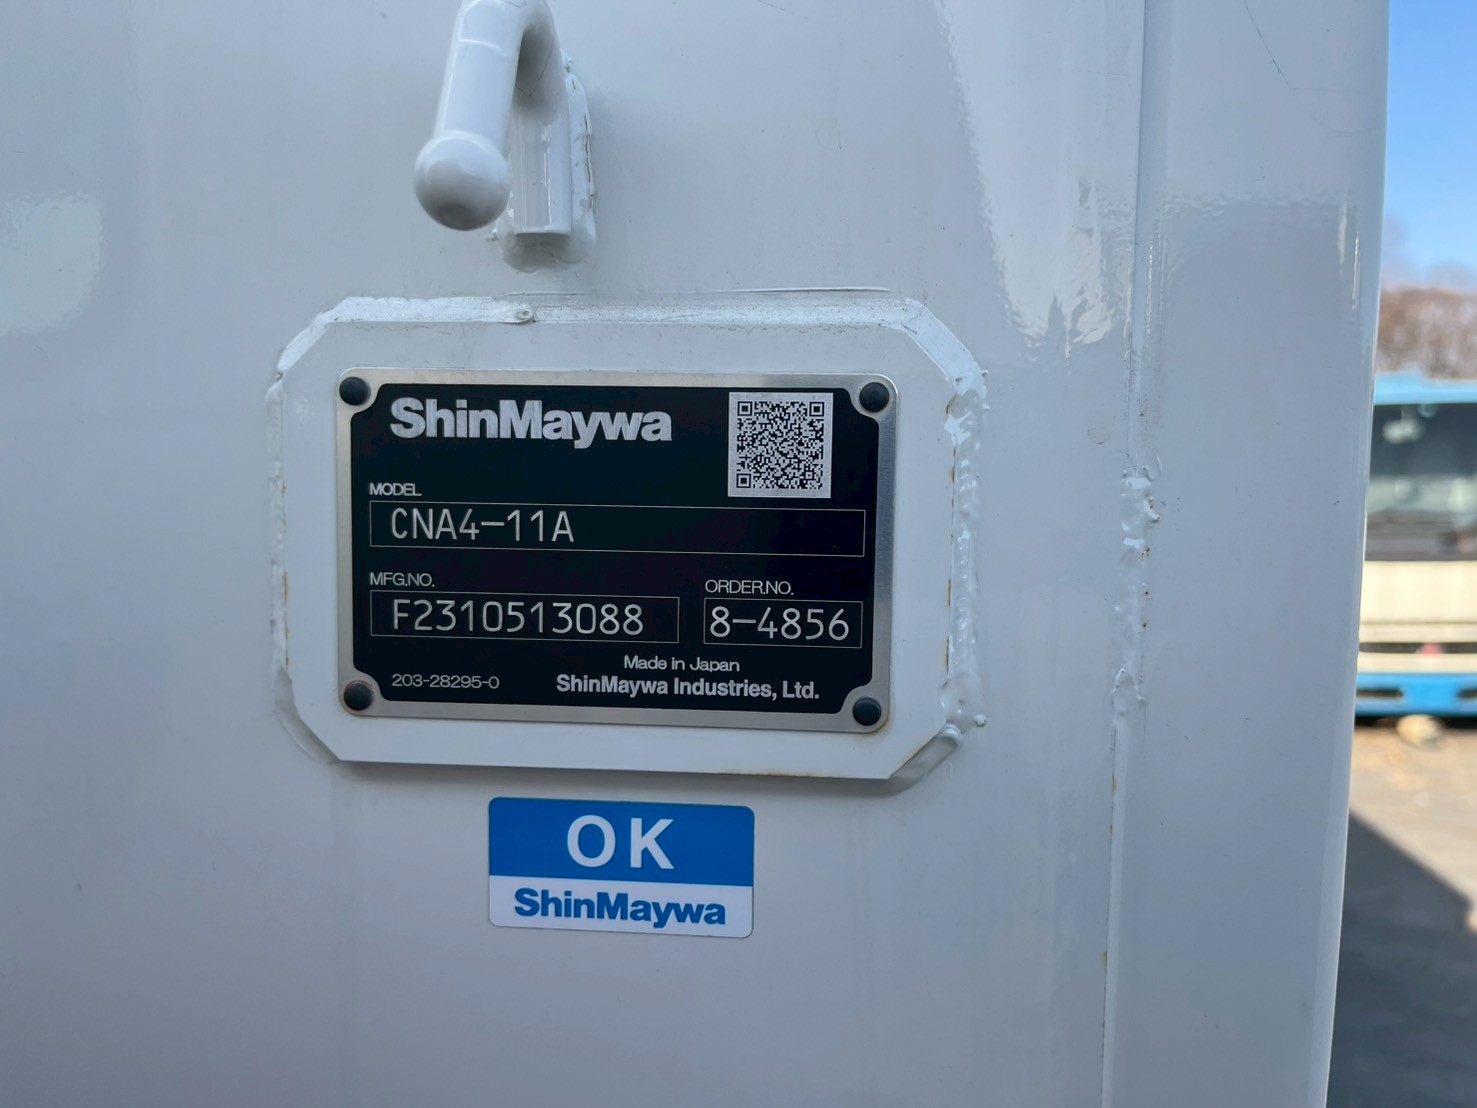 ShinMaywa
MODEL
CNA4-11A
MFG.NO. ORDER.NO.
F2310513088 8-4856
Made in Japan
203-28295-0 ShinMaywa Industries, Ltd.
OK
ShinMaywa